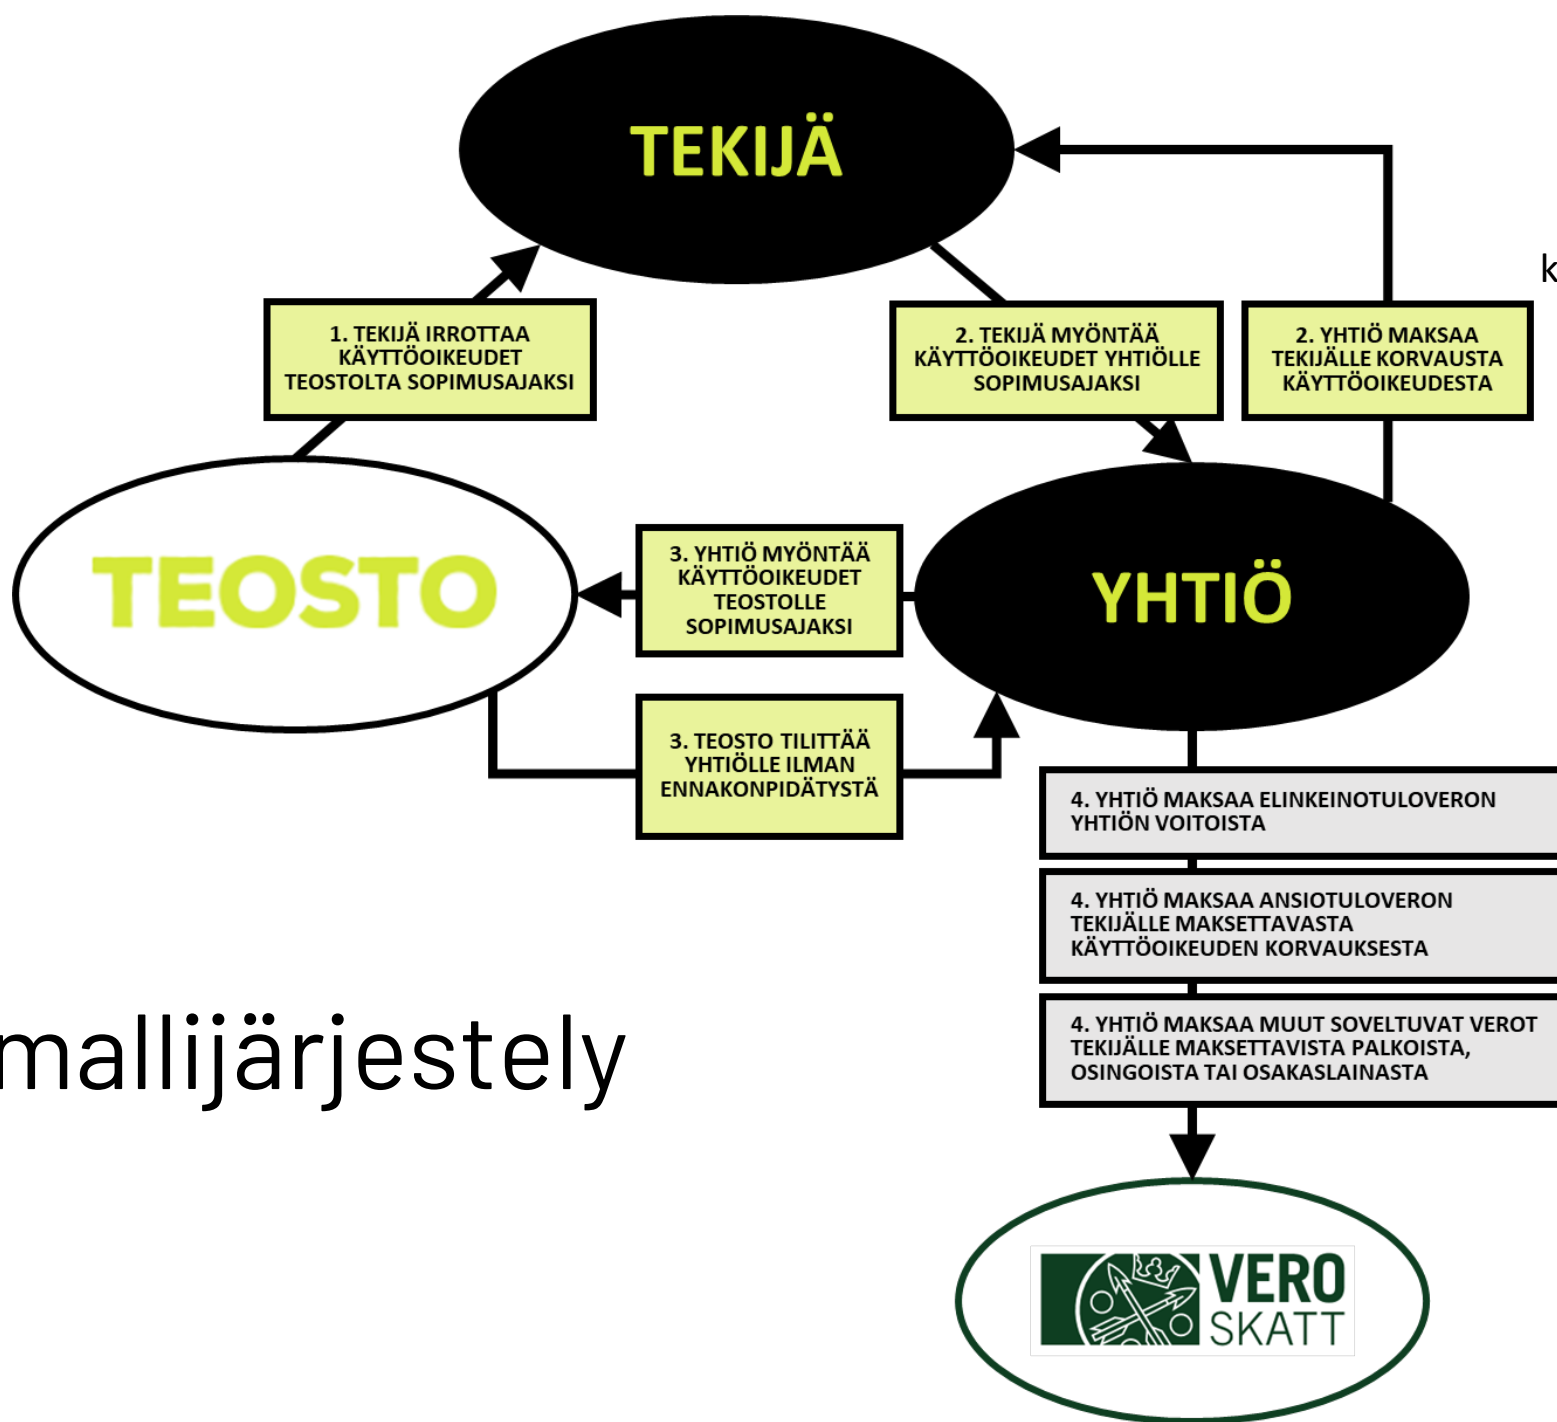 TEKIJÄ
k
1. TEKIJÄ IRROTTAA
KÄYTTÖOIKEUDET
TEOSTOLTA SOPIMUSAJAKSI
2. TEKIJÄ MYÖNTÄÄ
KÄYTTÖOIKEUDET YHTIÖLLE
SOPIMUSAJAKSI
2. YHTIÖ MAKSAA
TEKIJÄLLE KORVAUSTA
KÄYTTÖOIKEUDESTA
TEOSTO
3. YHTIÖ MYÖNTÄÄ
KÄYTTÖOIKEUDET
TEOSTOLLE
SOPIMUSAJAKSI
YHTIÖ
3. TEOSTO TILITTÄÄ
YHTIÖLLE ILMAN
ENNAKONPIDÄTYSTÄ
4. YHTIÖ MAKSAA ELINKEINOTULOVERON
YHTIÖN VOITOISTA
4. YHTIÖ MAKSAA ANSIOTULOVERON
TEKIJÄLLE MAKSETTAVASTA
KÄYTTÖOIKEUDEN KORVAUKSESTA
4. YHTIÖ MAKSAA MUUT SOVELTUVAT VEROT
TEKIJÄLLE MAKSETTAVISTA PALKOISTA,
OSINGOISTA TAI OSAKASLAINASTA
mallijärjestely
VERO
SKATT